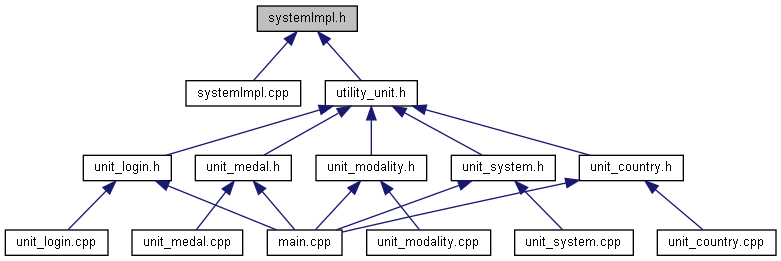 systemImpl.h
systemImpl.cpp
utility_unit.h
unit_login.h
unit_medal.h
unit_modality.h
unit_system.h
unit_country.h
unit_login.cpp
unit_medal.cpp
main.cpp
unit_modality.cpp
unit_system.cpp
unit_country.cpp